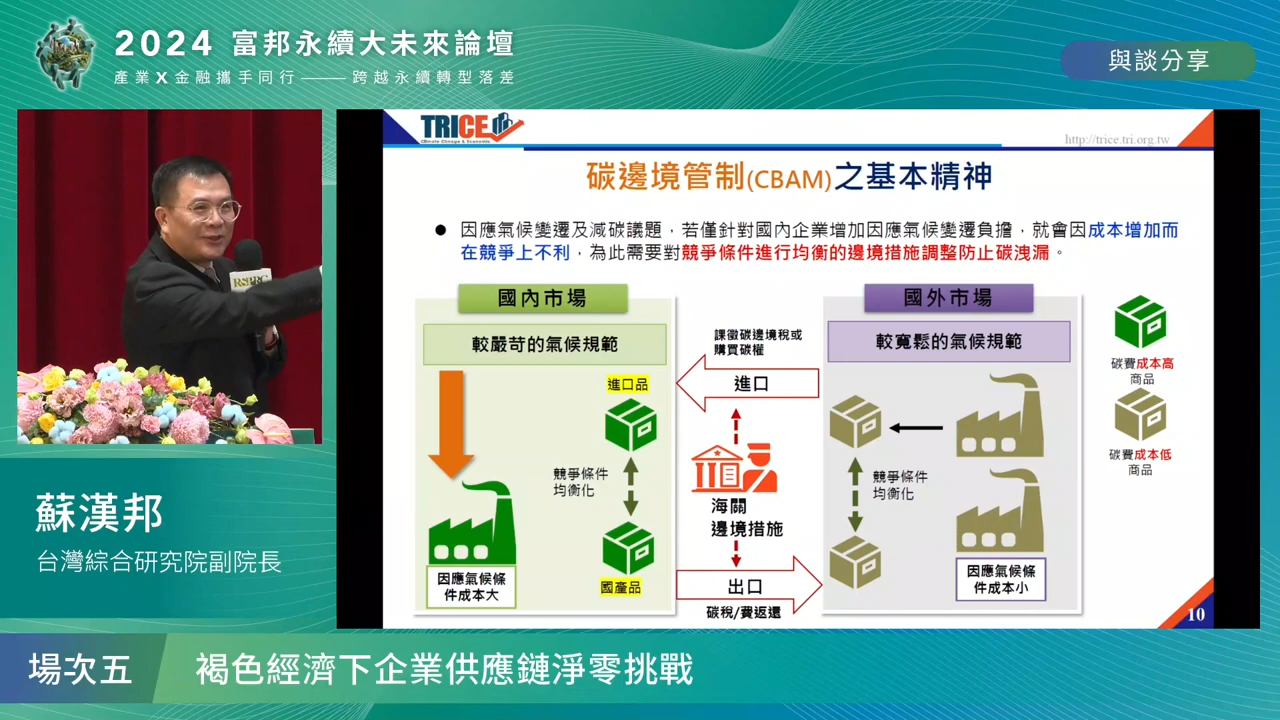 2024 富邦永續大未來論壇
產業X金融攜手同行——跨越永續轉型落差
與談分享
TRICE
Climate Change & Economic
http://trice.tri.org.tw
碳邊境管制(CBAM)之基本精神
● 因應氣候變遷及減碳議題，若僅針對國內企業增加因應氣候變遷負擔，就會因成本增加而
在競爭上不利，為此需要對競爭條件進行均衡的邊境措施調整防止碳洩漏。
國內市場
較嚴苛的氣候規範
進口品
競爭條件
均衡化
國產品
因應氣候條
件成本大
課徵碳邊境稅或
購買碳權
進口
海關
邊境措施
出口
碳稅/費返還
國外市場
較寬鬆的氣候規範
競爭條件
均衡化
因應氣候條
件成本小
碳費成本高
商品
碳費成本低
商品
10
RSPRC
蘇漢邦
台灣綜合研究院副院長
場次五
褐色經濟下企業供應鏈淨零挑戰